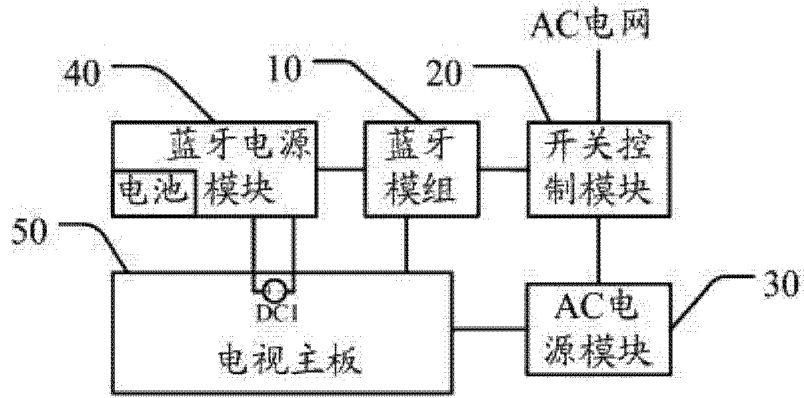 AC电网
40
10
20
蓝牙电源
电池 模块
蓝牙
模组
开关控
制模块
50
DC1
电视主板
AC电
源模块
30